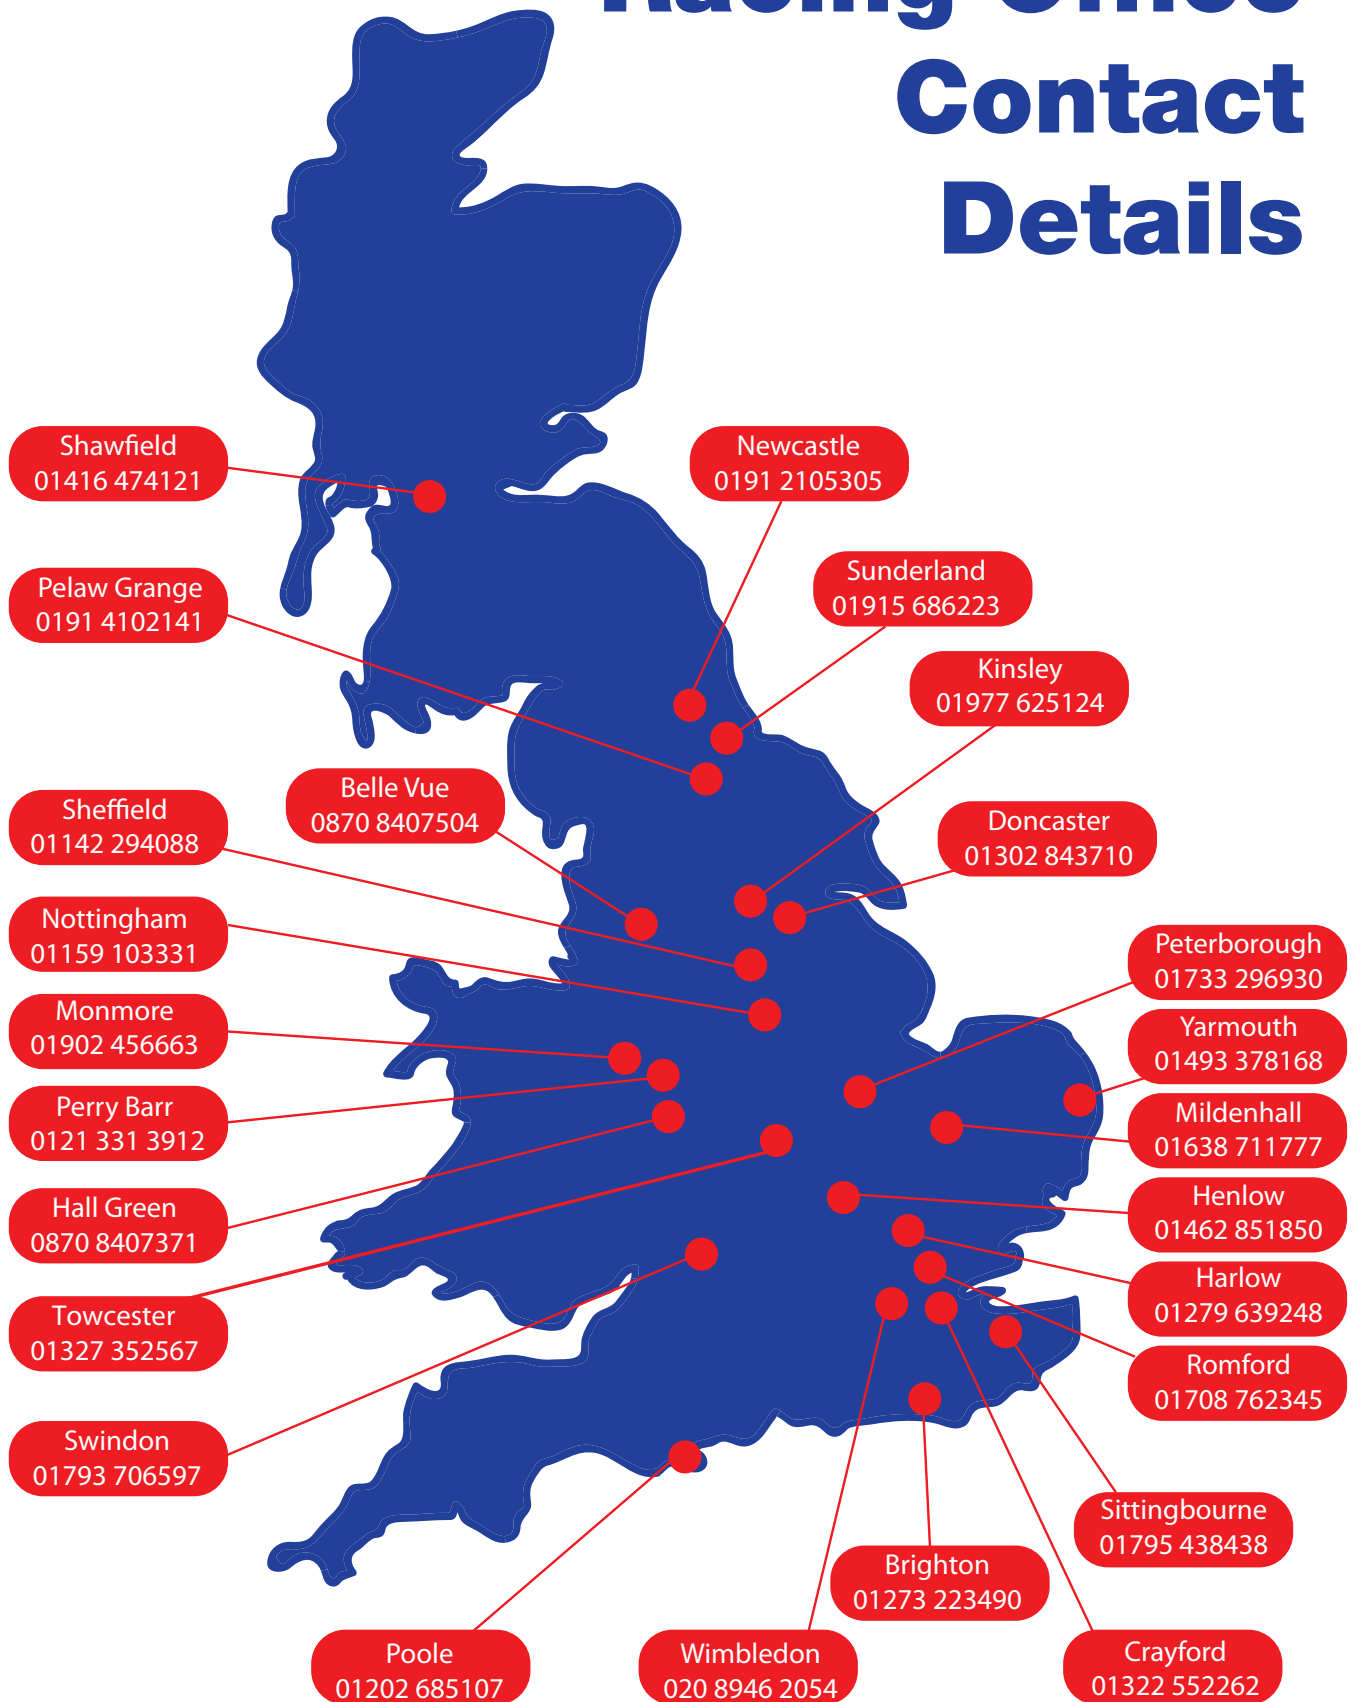 Racing Office
Contact
Details
Shawfield
01416 474121
Newcastle
0191 2105305
Sunderland
01915 686223
Pelaw Grange
0191 4102141
Kinsley
01977 625124
Belle Vue
0870 8407504
Sheffield
01142 294088
Doncaster
01302 843710
Nottingham
01159 103331
Peterborough
01733 296930
Monmore
01902 456663
Yarmouth
01493 378168
Perry Barr
0121 331 3912
Mildenhall
01638 711777
Hall Green
0870 8407371
Henlow
01462 851850
Harlow
01279 639248
Towcester
01327 352567
Romford
01708 762345
Swindon
01793 706597
Sittingbourne
01795 438438
Brighton
01273 223490
Poole
01202 685107
Wimbledon
020 8946 2054
Crayford
01322 552262